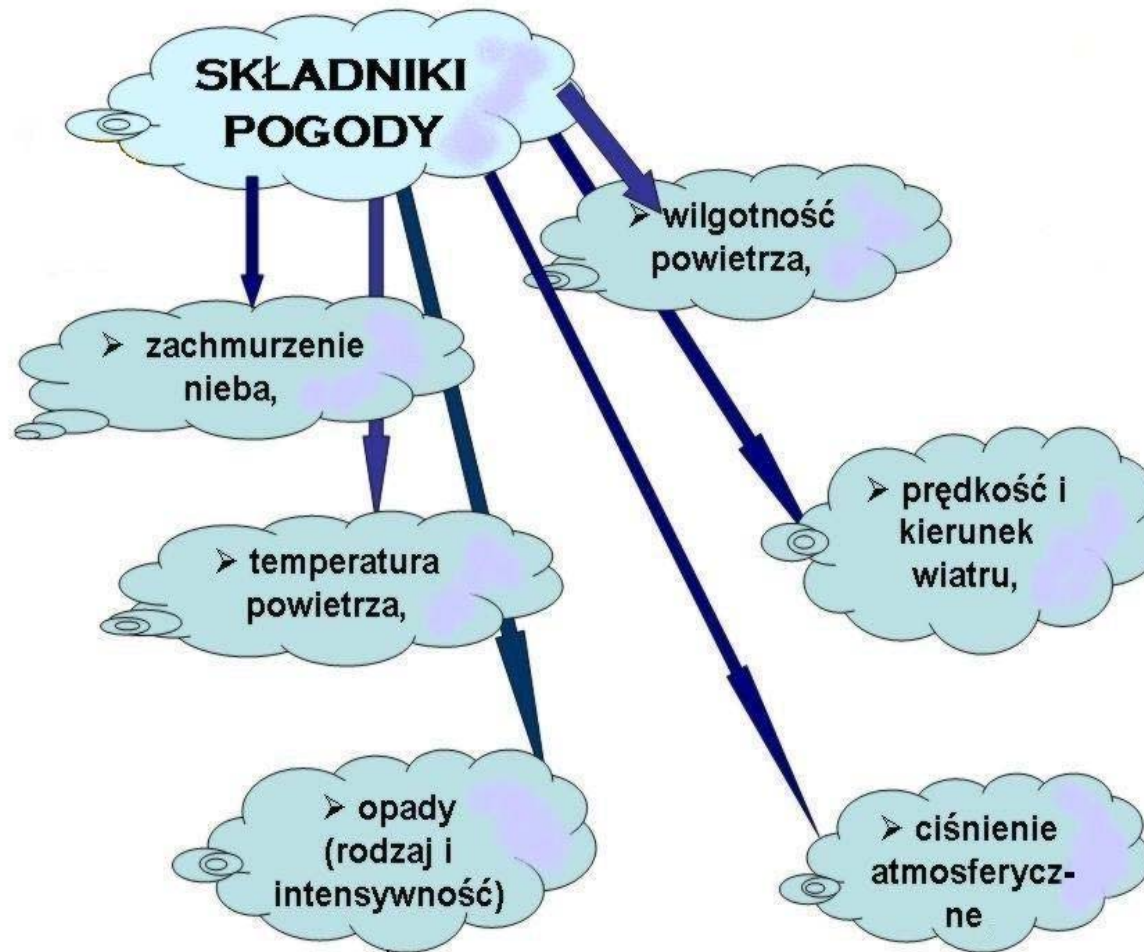 SKŁADNIKI
POGODY
➢ wilgotność
powietrza,
➢ zachmurzenie
nieba,
➢ prędkość i
kierunek
wiatru,
➢ temperatura
powietrza,
➢ opady
(rodzaj i
intensywność)
➢ ciśnienie
atmosferycz-
ne